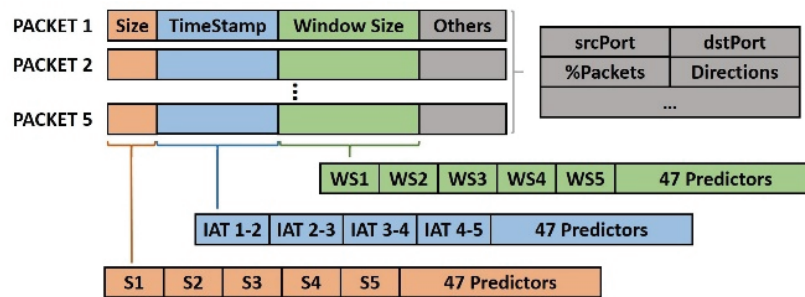 PACKET 1 Size TimeStamp Window Size Others
srcPort dstPort
PACKET 2
%Packets Directions
...
PACKET 5
WS1 WS2 WS3 WS4 WS5 47 Predictors
IAT 1-2 IAT 2-3 IAT 3-4 IAT 4-5 47 Predictors
S1 S2 S3 S4 S5 47 Predictors